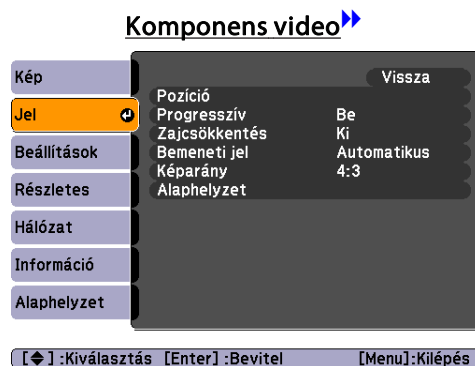 Komponens video
Kép
Jel
Beállítások
Részletes
Hálózat
Információ
Alaphelyzet
Vissza
Pozíció
Progresszív Be
Zajcsökkentés Ki
Bemeneti jel Automatikus
Képarány 4:3
Alaphelyzet
[◆] :Kiválasztás [Enter] :Bevitel [Menu]:Kilépés